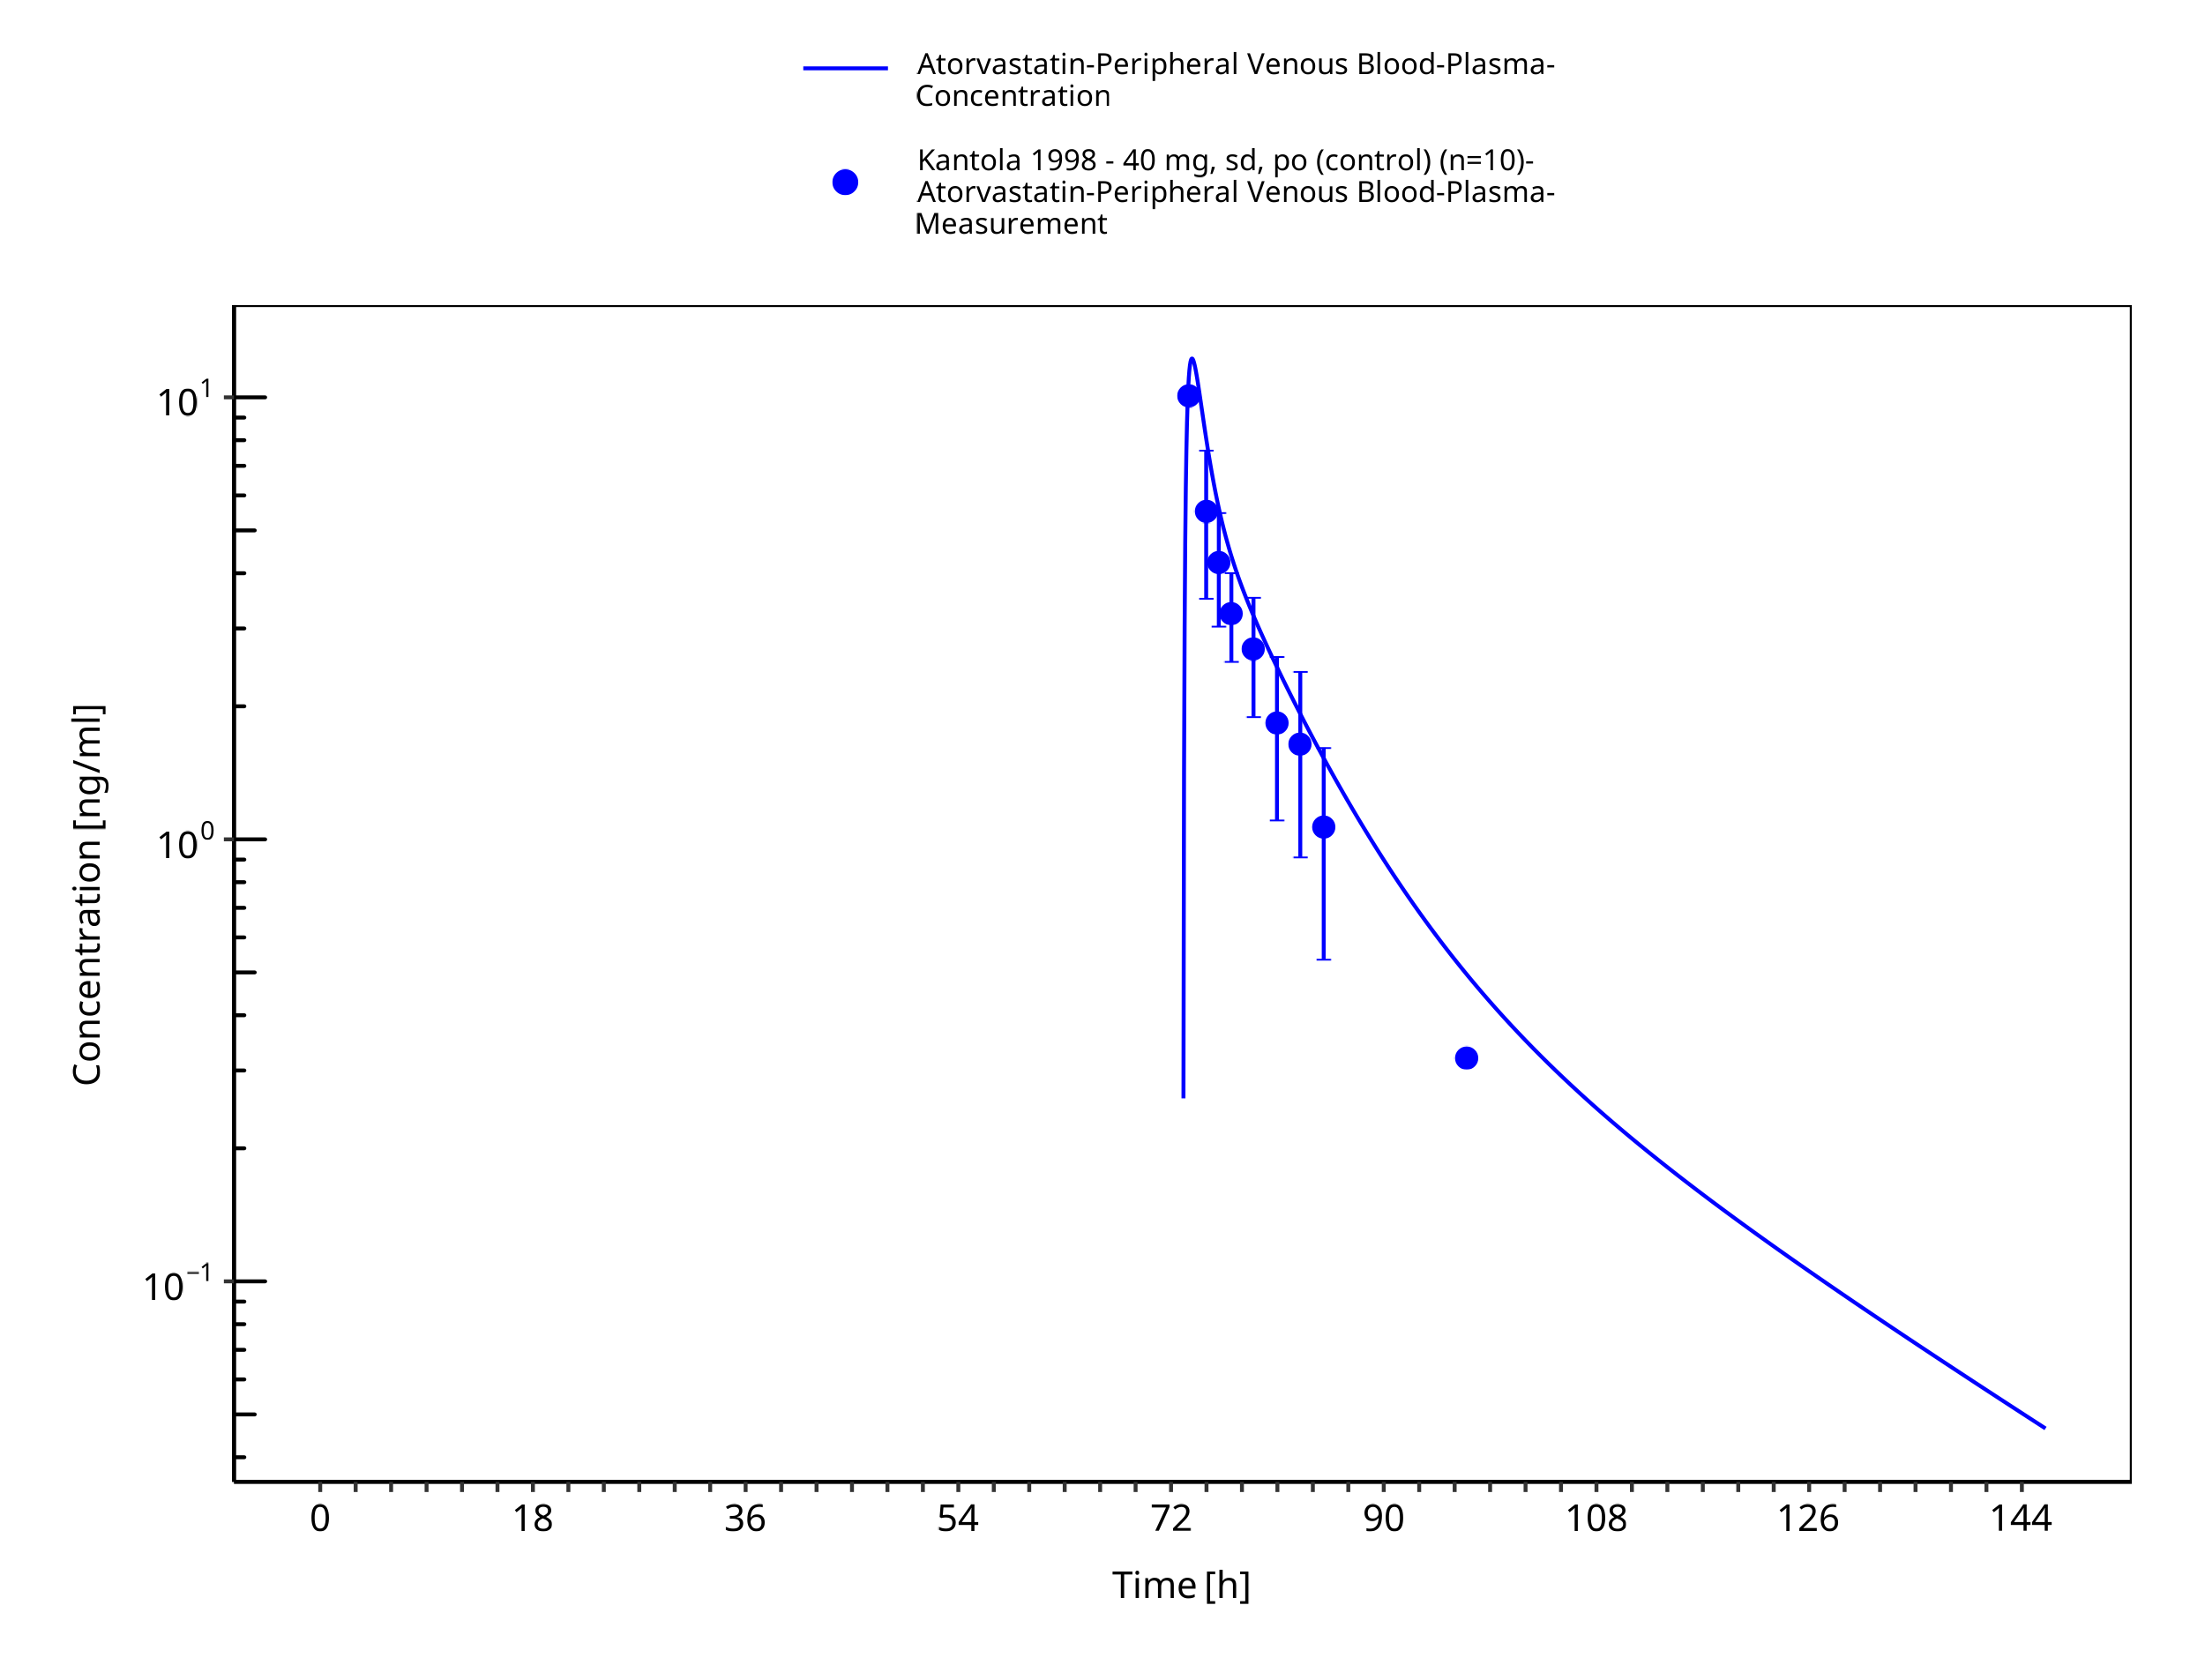 Atorvastatin-Peripheral Venous Blood-Plasma-
Concentration
Kantola 1998 - 40 mg, sd, po (control) (n=10)-
Atorvastatin-Peripheral Venous Blood-Plasma-
Measurement
10¹
10⁰
10⁻¹
Concentration [ng/ml]
0 18 36 54 72 90 108 126 144
Time [h]